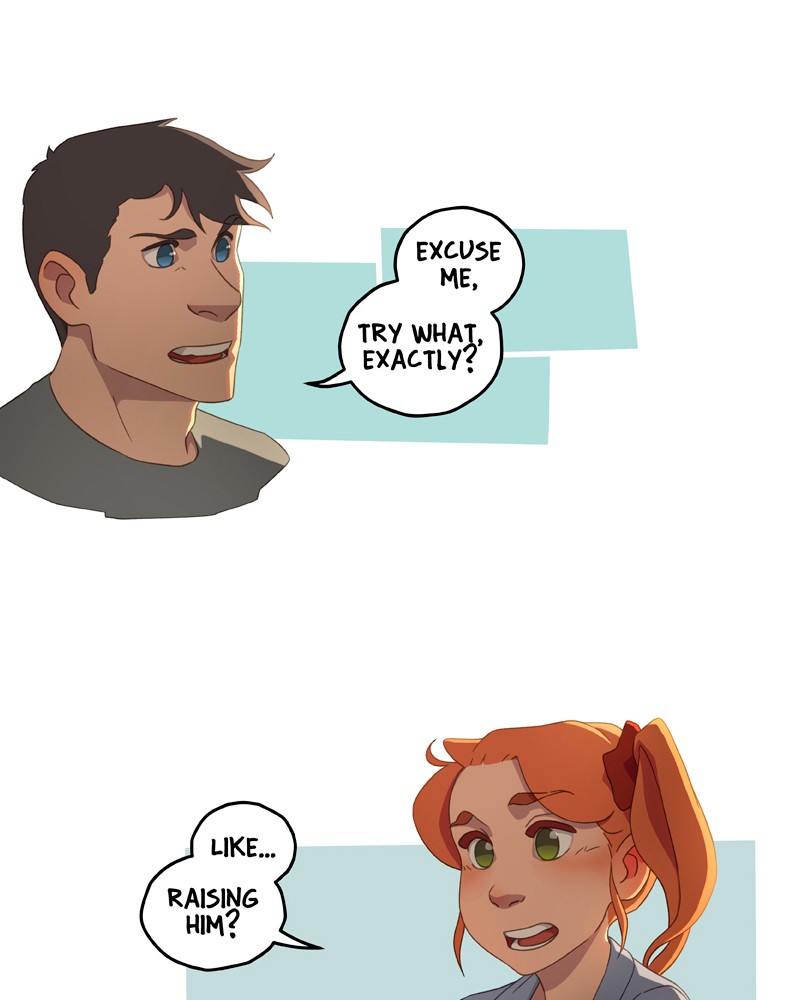 EXCUSE
ME,
TRY WHAT,
EXACTLY?
LIKE...
RAISING
HIM?